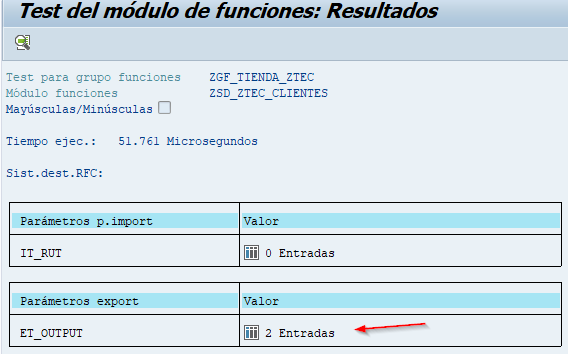 Test del módulo de funciones: Resultados
Test para grupo funciones ZGF_TIENDA_ZTEC
Módulo funciones ZSD_ZTEC_CLIENTES
Mayúsculas/Minúsculas
Tiempo ejec.: 51.761 Microsegundos
Sist.dest.RFC:
Parámetros p.import Valor
IT_RUT 0 Entradas
Parámetros export Valor
ET_OUTPUT 2 Entradas